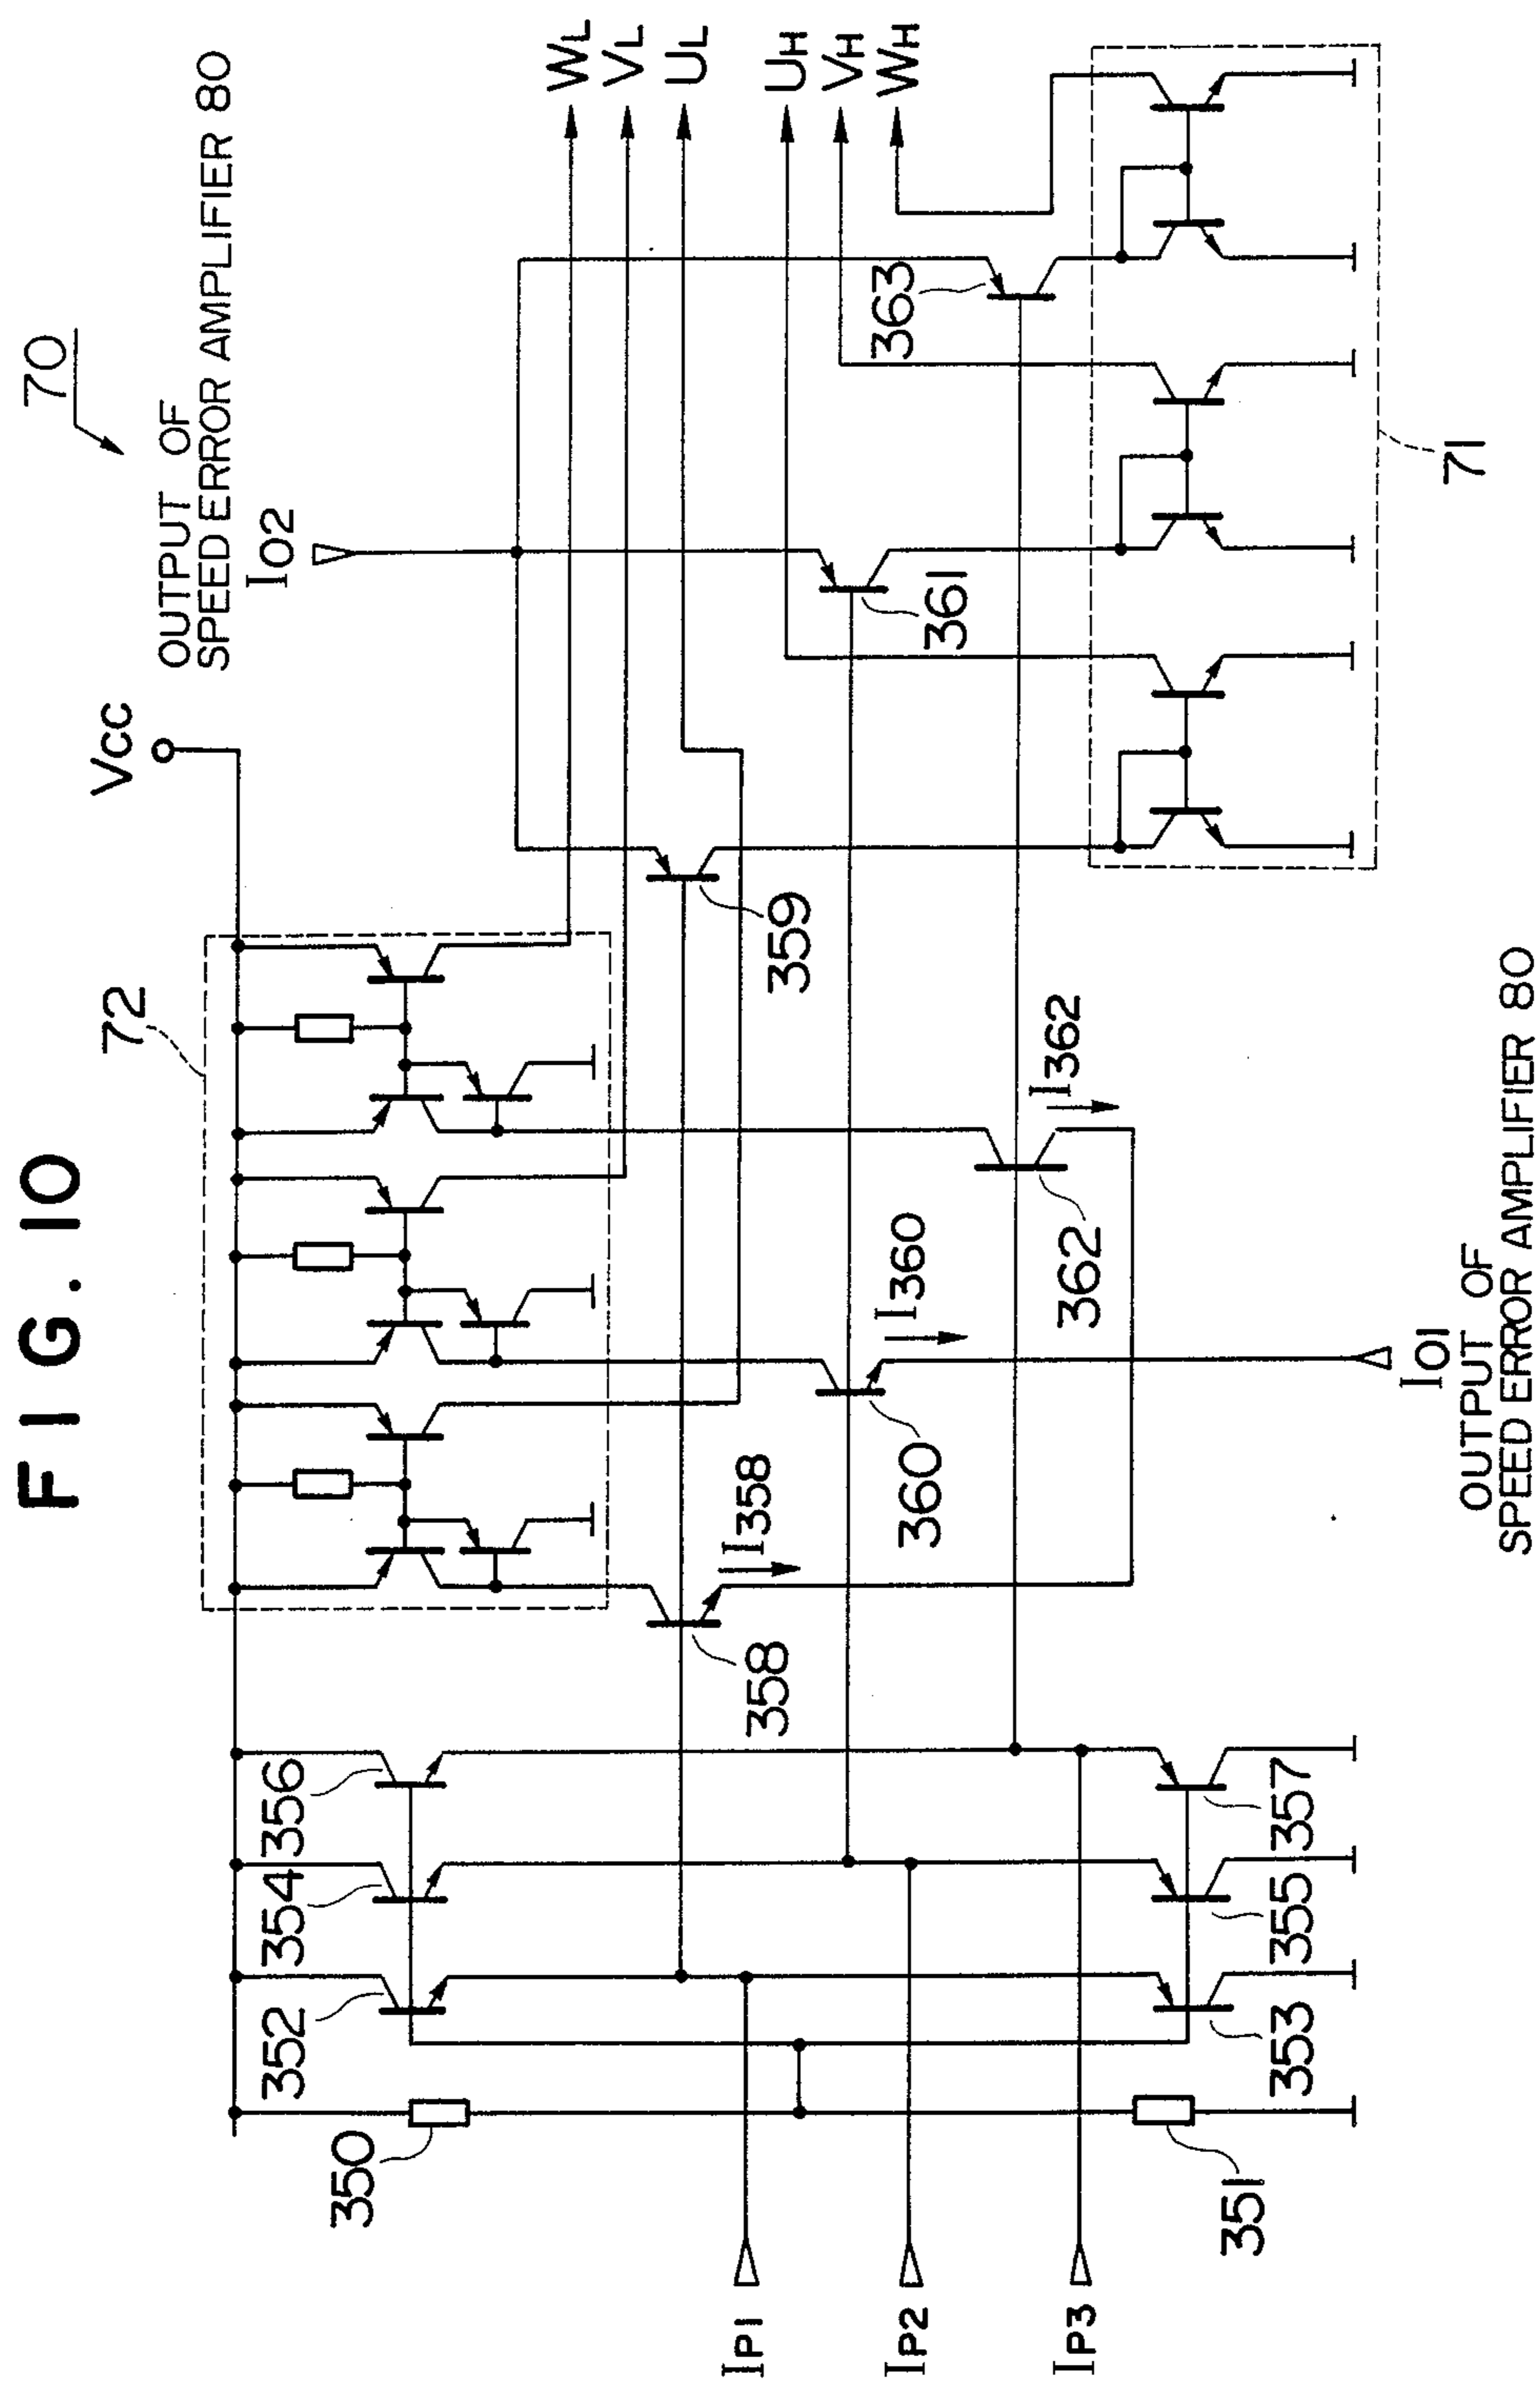 FIG. 10
70
OUTPUT OF
SPEED ERROR AMPLIFIER 80
IO2
VCC
72
WL
VL
UL
UH
VH
WH
350
351
352
353
354
355
356
357
358
I358
359
360
I360
361
362
I362
363
71
IP1
IP2
IP3
IO1
OUTPUT OF
SPEED ERROR AMPLIFIER 80